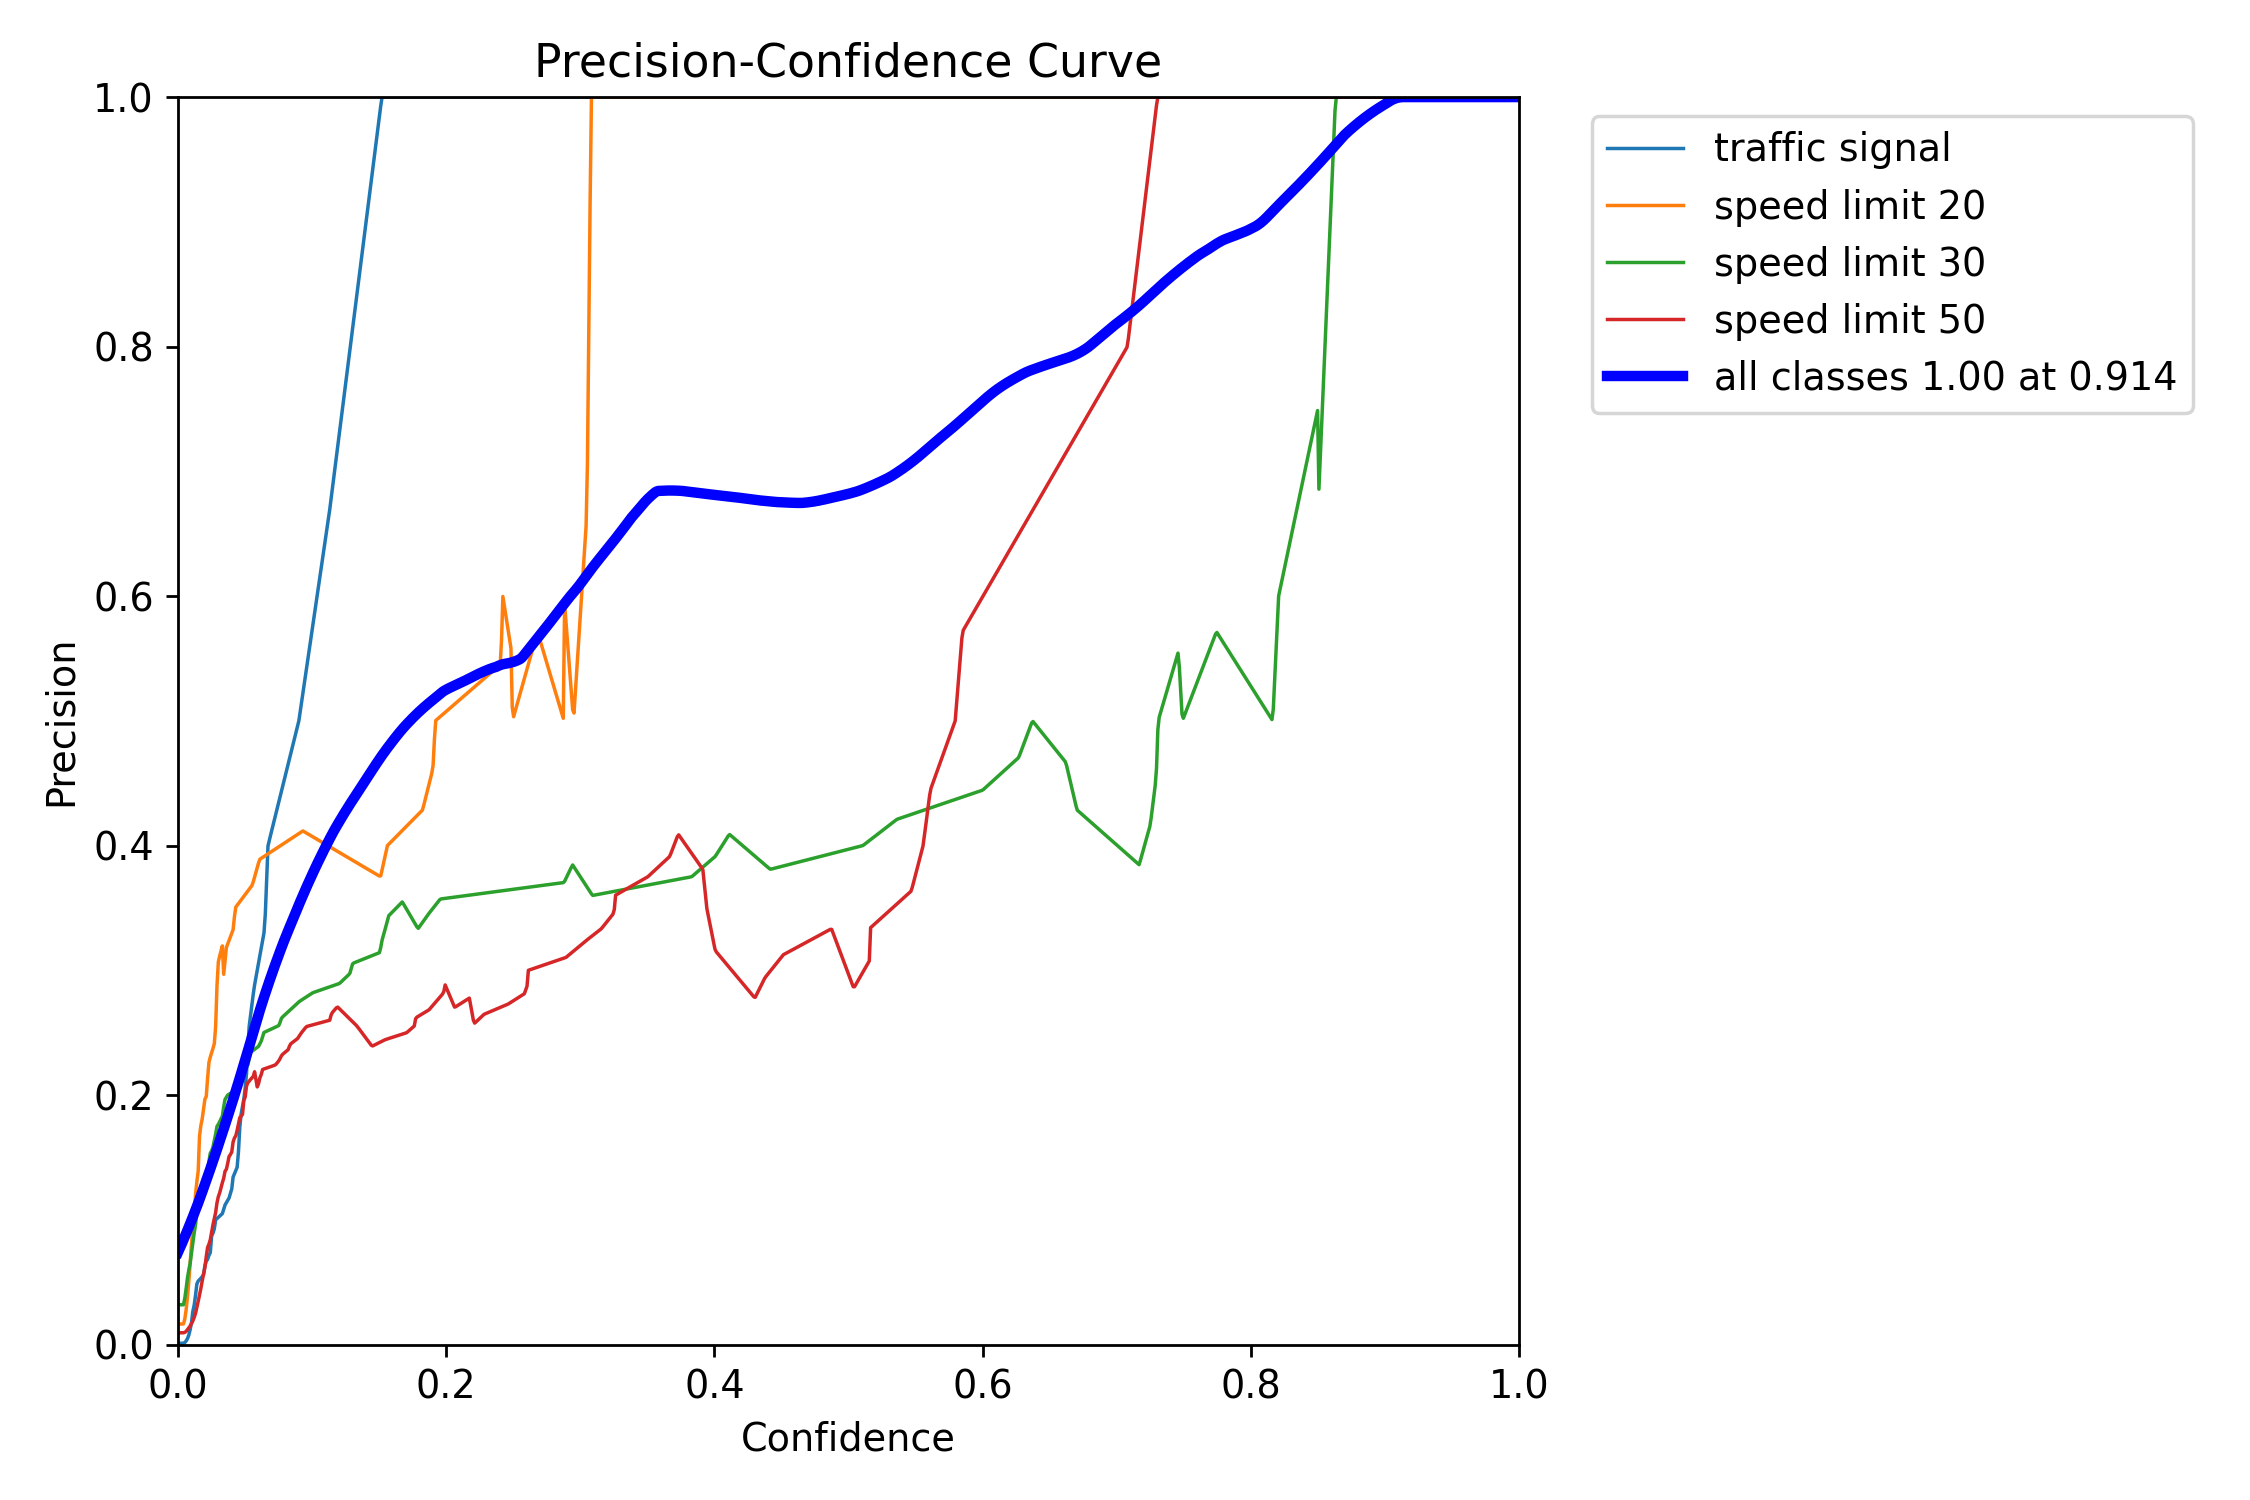 Precision-Confidence Curve
1.0
0.8
0.6
0.4
0.2
0.0
Precision
0.0 0.2 0.4 0.6 0.8 1.0
Confidence
traffic signal
speed limit 20
speed limit 30
speed limit 50
all classes 1.00 at 0.914